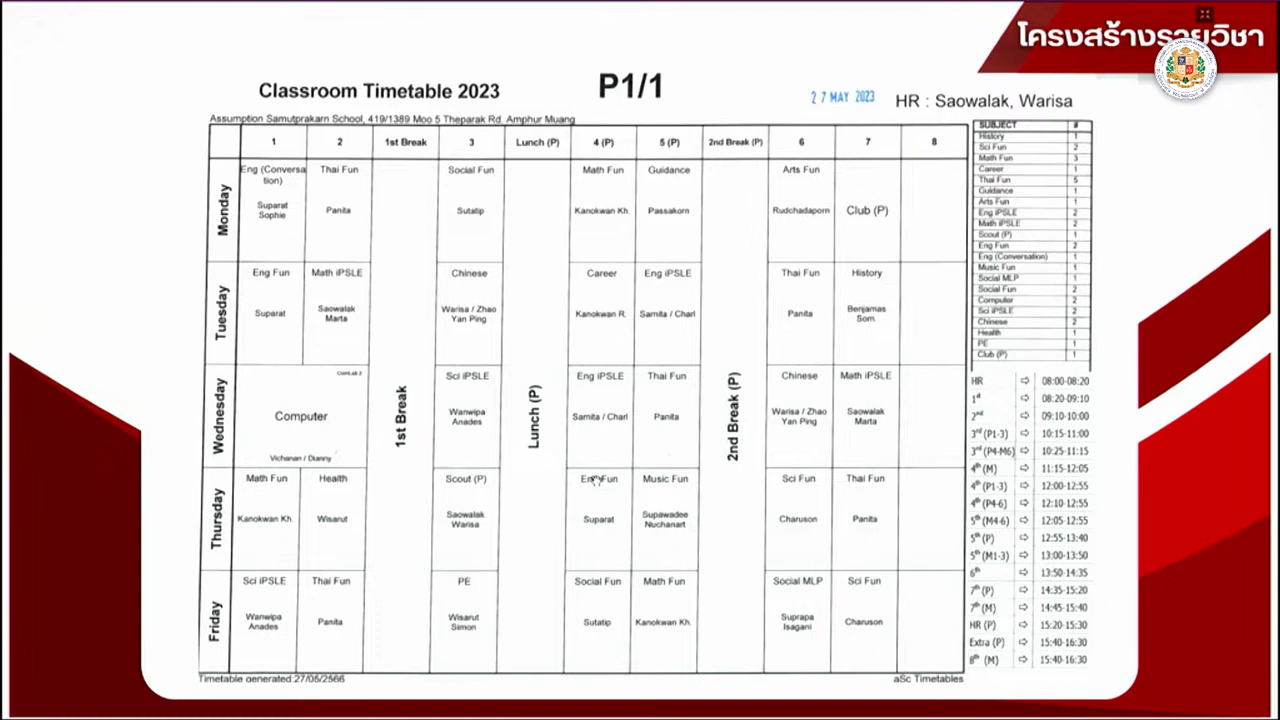 โครงสร้างรายวิชา
Classroom Timetable 2023
P1/1
27 MAY 2023
HR : Saowalak, Warisa
Assumption Samutprakarn School, 419/1389 Moo 5 Theparak Rd. Amphur Muang
1 2 1st Break 3 Lunch (P) 4 (P) 5 (P) 2nd Break (P) 6 7 8
Monday
Eng (Conversa
tion)
Suparat
Sophie
Thai Fun
Panita
Social Fun
Sutatip
Math Fun
Kanokwan Kh.
Guidance
Passakorn
Arts Fun
Rudchadaporn
Club (P)
Tuesday
Eng Fun
Suparat
Math iPSLE
Saowalak
Marta
Chinese
Warisa / Zhao
Yan Ping
Career
Kanokwan R.
Eng iPSLE
Samita / Charl
Thai Fun
Panita
History
Benjamas
Som.
Wednesday
ComLab 2
Computer
Vichanan / Dianny
1st Break
Sci iPSLE
Wanwipa
Anades
Lunch (P)
Eng iPSLE
Samita / Charl
Thai Fun
Panita
2nd Break (P)
Chinese
Warisa / Zhao
Yan Ping
Math iPSLE
Saowalak
Marta
Thursday
Math Fun
Kanokwan Kh.
Health
Wisarut
Scout (P)
Saowalak
Warisa
Eng Fun
Suparat
Music Fun
Supawadee
Nuchanart
Sci Fun
Charuson
Thai Fun
Panita
Friday
Sci iPSLE
Wanwipa
Anades
Thai Fun
Panita
PE
Wisarut
Simon
Social Fun
Sutatip
Math Fun
Kanokwan Kh.
Social MLP
Suprapa
Isagani
Sci Fun
Charuson
Timetable generated:27/05/2566
aSc Timetables
SUBJECT #
History 1
Sci Fun 2
Math Fun 3
Career 1
Thai Fun 5
Guidance 1
Arts Fun 1
Eng iPSLE 2
Math iPSLE 2
Scout (P) 1
Eng Fun 2
Eng (Conversation) 1
Music Fun 1
Social MLP 1
Social Fun 2
Computer 2
Sci iPSLE 2
Chinese 2
Health 1
PE 1
Club (P) 1
HR ⇨ 08:00-08:20
1st ⇨ 08:20-09:10
2nd ⇨ 09:10-10:00
3rd (P1-3) ⇨ 10:15-11:00
3rd (P4-M6) ⇨ 10:25-11:15
4th (M) ⇨ 11:15-12:05
4th (P1-3) ⇨ 12:00-12:55
4th (P4-6) ⇨ 12:10-12:55
5th (M4-6) ⇨ 12:05-12:55
5th (P) ⇨ 12:55-13:40
5th (M1-3) ⇨ 13:00-13:50
6th ⇨ 13:50-14:35
7th (P) ⇨ 14:35-15:20
7th (M) ⇨ 14:45-15:40
HR (P) ⇨ 15:20-15:30
Extra (P) ⇨ 15:40-16:30
8th (M) ⇨ 15:40-16:30